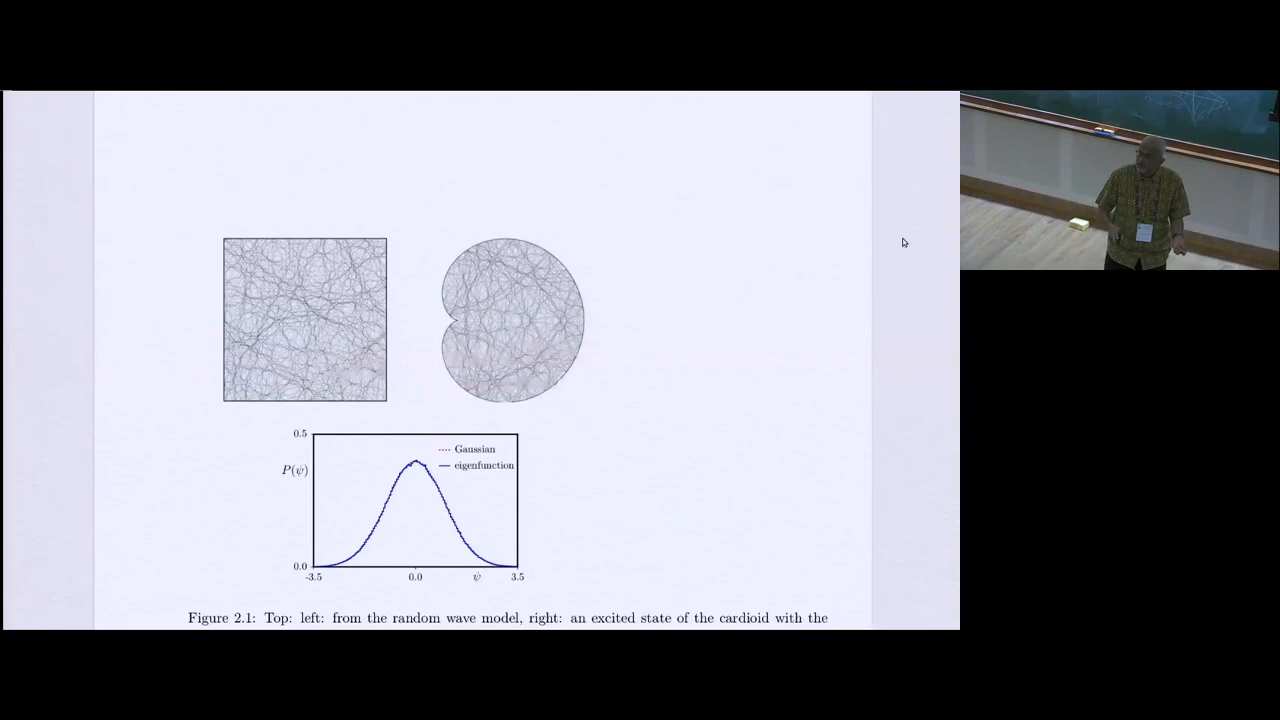 0.5
Gaussian
P(ψ)
eigenfunction
0.0
-3.5
0.0
ψ
3.5
Figure 2.1: Top: left: from the random wave model, right: an excited state of the cardioid with the